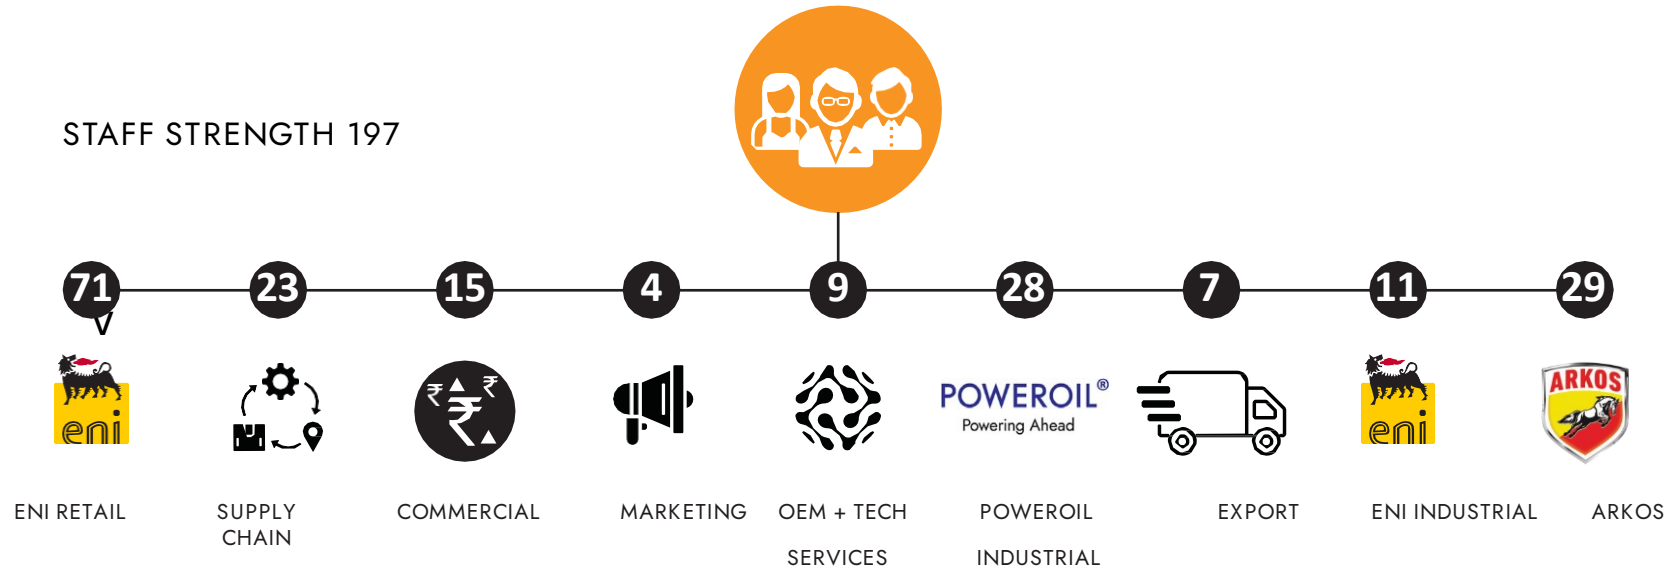 STAFF STRENGTH 197
71 23 15 4 9 28 7 11 29
V
eni
₹ ₹ ₹
POWEROIL®
Powering Ahead
eni
ARKOS
ENI RETAIL
SUPPLY
CHAIN
COMMERCIAL
MARKETING
OEM + TECH
SERVICES
POWEROIL
INDUSTRIAL
EXPORT
ENI INDUSTRIAL
ARKOS